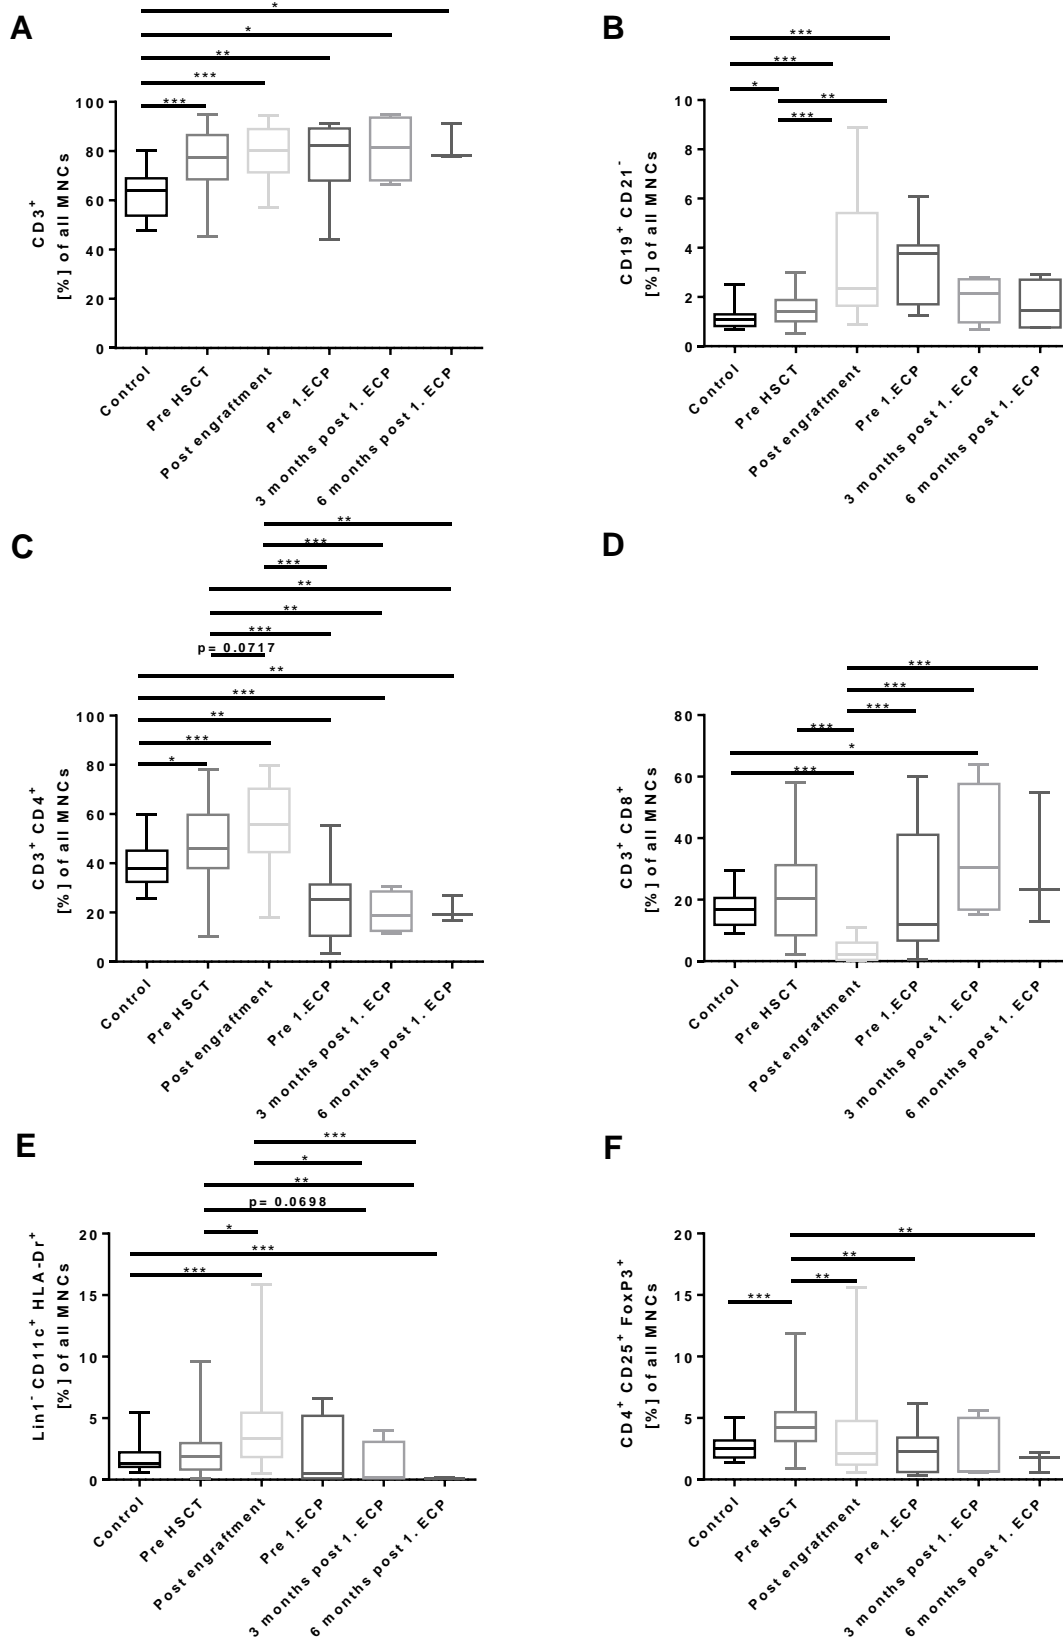 A
*
*
**
***
***
100
80
60
40
20
0
CD3+
[%] of all MNCs
Control
Pre HSCT
Post engraftment
Pre 1.ECP
3 months post 1. ECP
6 months post 1. ECP
B
***
***
*
**
***
10
8
6
4
2
0
CD19+ CD21-
[%] of all MNCs
Control
Pre HSCT
Post engraftment
Pre 1.ECP
3 months post 1. ECP
6 months post 1. ECP
C
**
***
***
**
**
***
p= 0.0717
**
***
**
***
*
100
80
60
40
20
0
CD3+ CD4+
[%] of all MNCs
Control
Pre HSCT
Post engraftment
Pre 1.ECP
3 months post 1. ECP
6 months post 1. ECP
D
***
***
***
***
*
***
80
60
40
20
0
CD3+ CD8+
[%] of all MNCs
Control
Pre HSCT
Post engraftment
Pre 1.ECP
3 months post 1. ECP
6 months post 1. ECP
E
***
*
**
p= 0.0698
*
***
***
20
15
10
5
0
Lin1- CD11c+ HLA-Dr+
[%] of all MNCs
Control
Pre HSCT
Post engraftment
Pre 1.ECP
3 months post 1. ECP
6 months post 1. ECP
F
**
**
**
***
20
15
10
5
0
CD4+ CD25+ FoxP3+
[%] of all MNCs
Control
Pre HSCT
Post engraftment
Pre 1.ECP
3 months post 1. ECP
6 months post 1. ECP